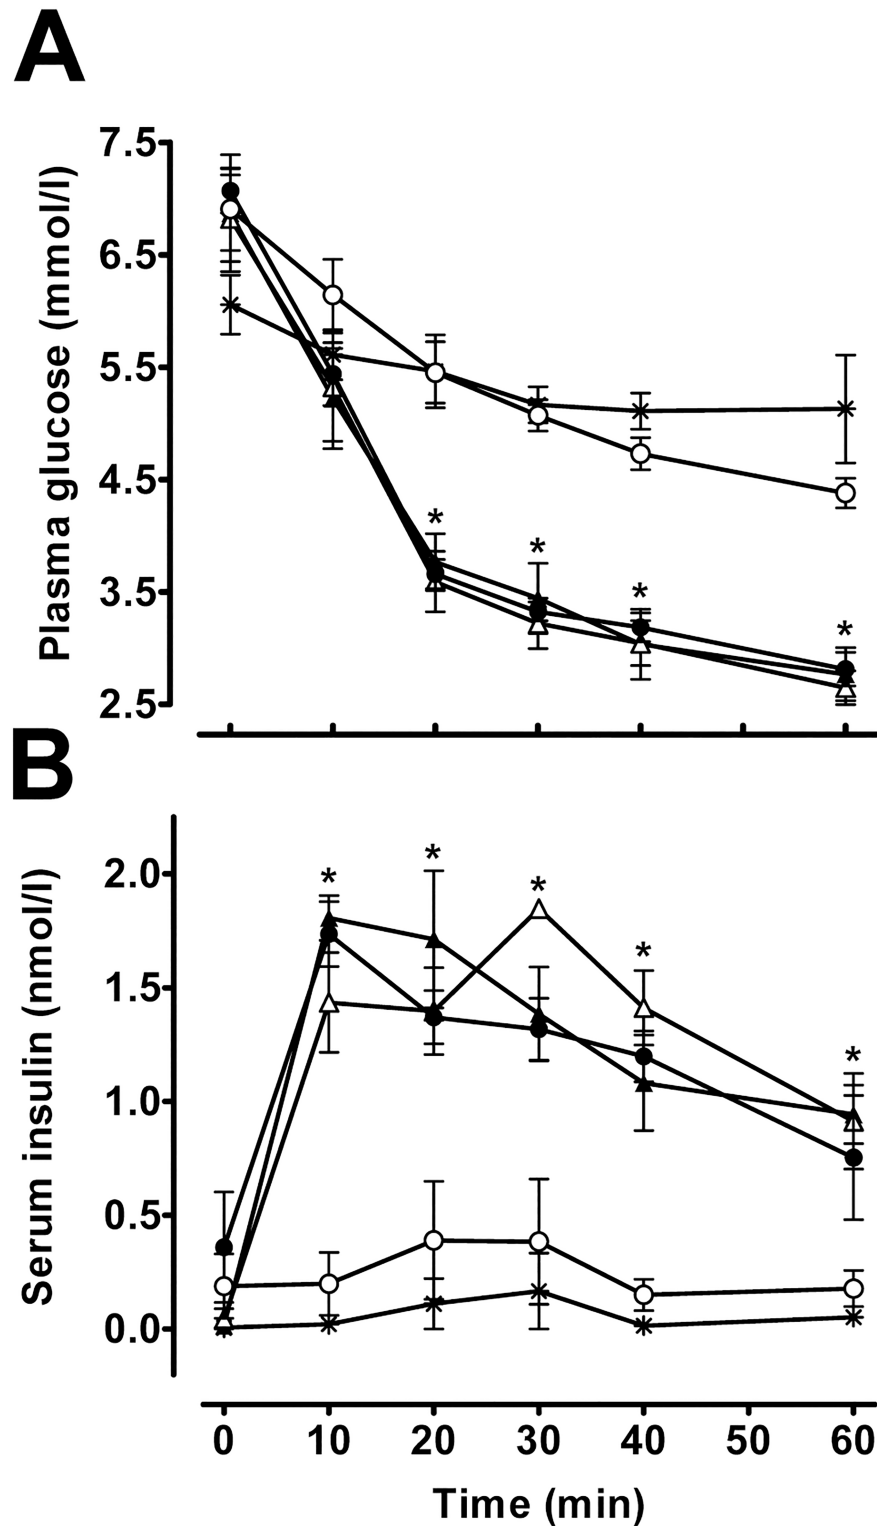 A
Plasma glucose (mmol/l)
7.5
6.5
5.5
4.5
3.5
2.5
* * * *
B
Serum insulin (nmol/l)
2.0
1.5
1.0
0.5
0.0
* * * * *
0 10 20 30 40 50 60
Time (min)